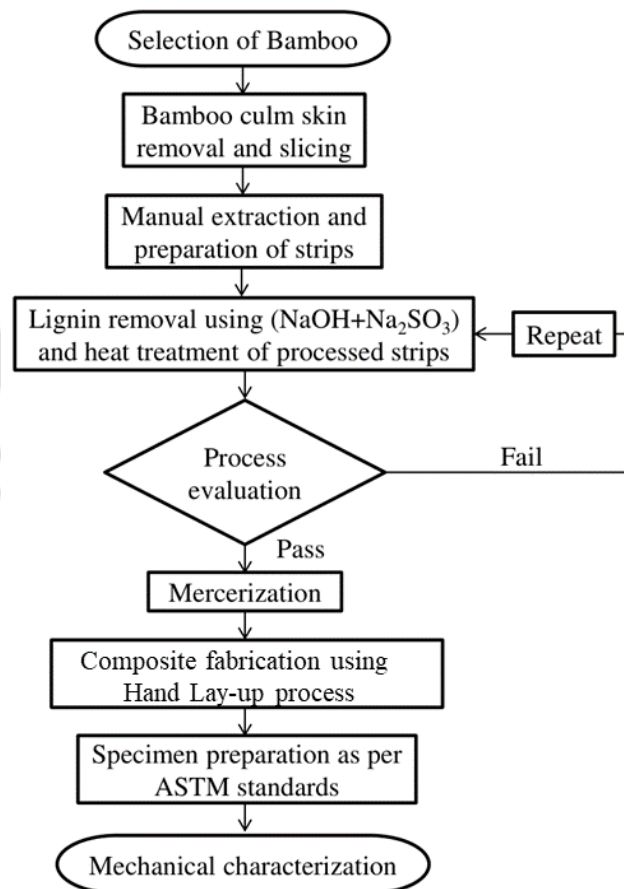 Selection of Bamboo
Bamboo culm skin
removal and slicing
Manual extraction and
preparation of strips
Lignin removal using (NaOH+Na₂SO₃)
and heat treatment of processed strips
Repeat
Process
evaluation
Fail
Pass
Mercerization
Composite fabrication using
Hand Lay-up process
Specimen preparation as per
ASTM standards
Mechanical characterization